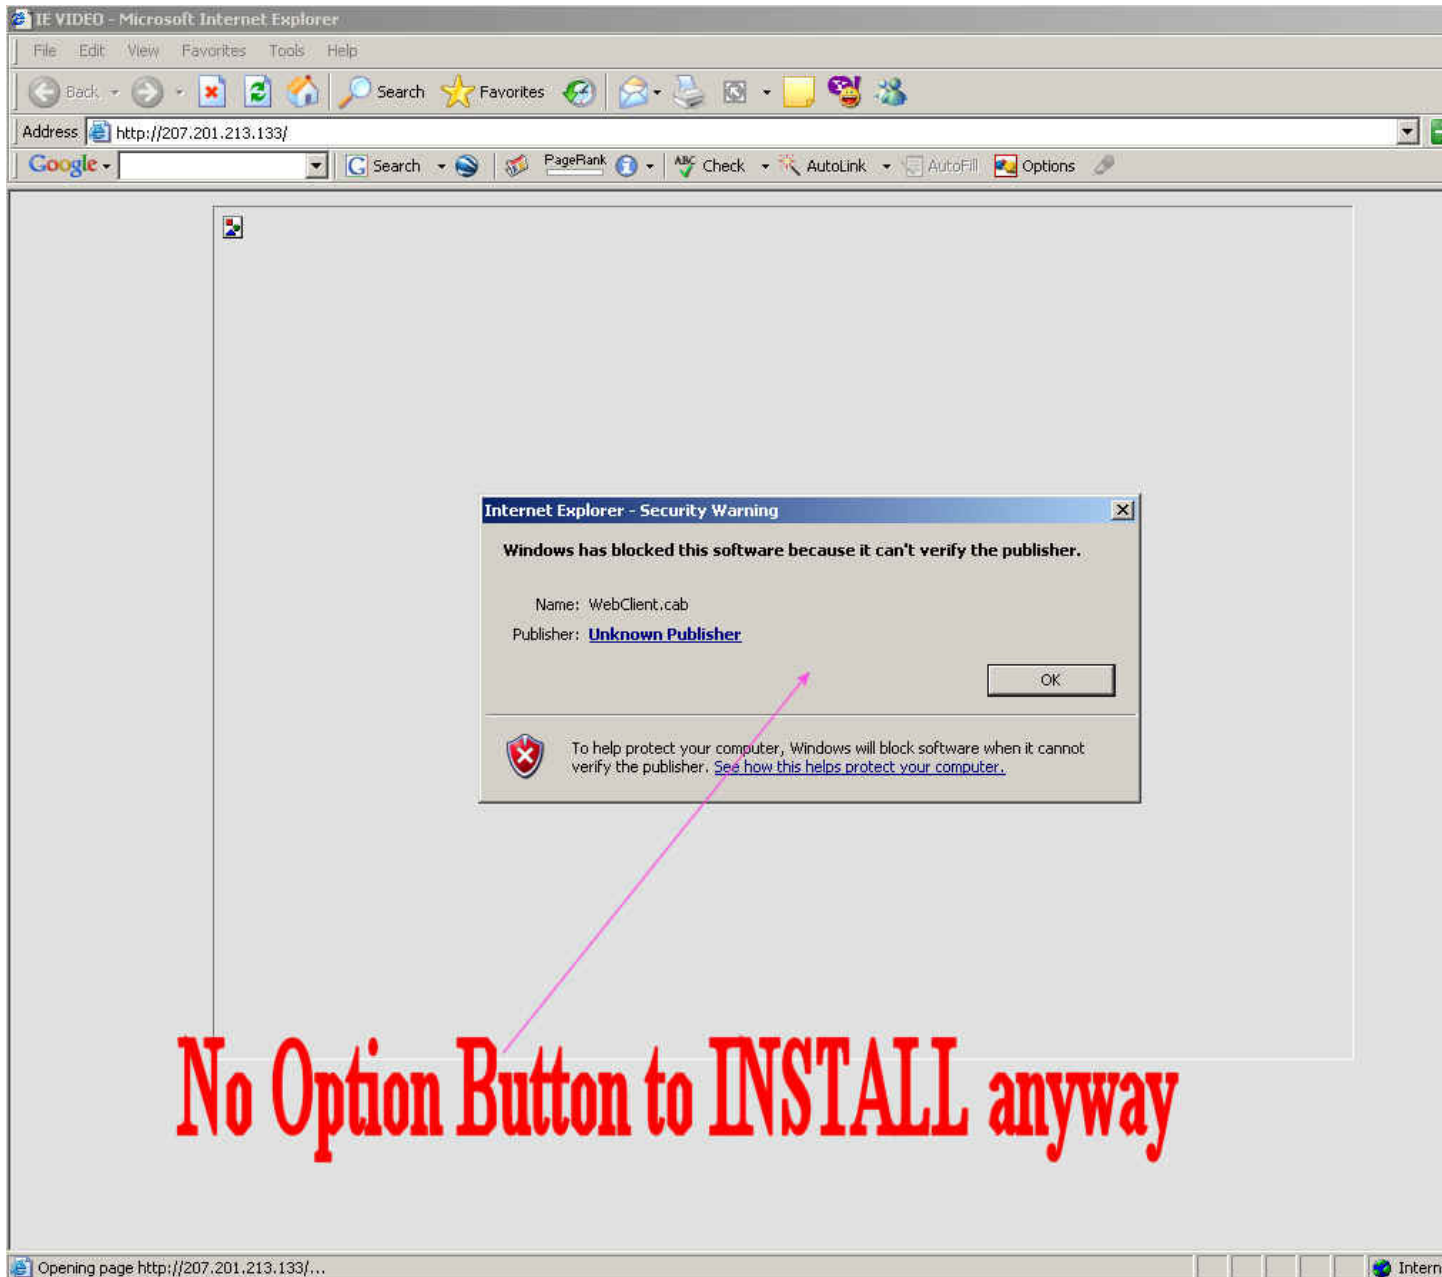 IE VIDEO - Microsoft Internet Explorer
File Edit View Favorites Tools Help
Back Search Favorites
Address http://207.201.213.133/
Google Search PageRank Check AutoLink AutoFill Options
Internet Explorer - Security Warning
Windows has blocked this software because it can't verify the publisher.
Name: WebClient.cab
Publisher: Unknown Publisher
OK
To help protect your computer, Windows will block software when it cannot
verify the publisher. See how this helps protect your computer.
No Option Button to INSTALL anyway
Opening page http://207.201.213.133/... Intern